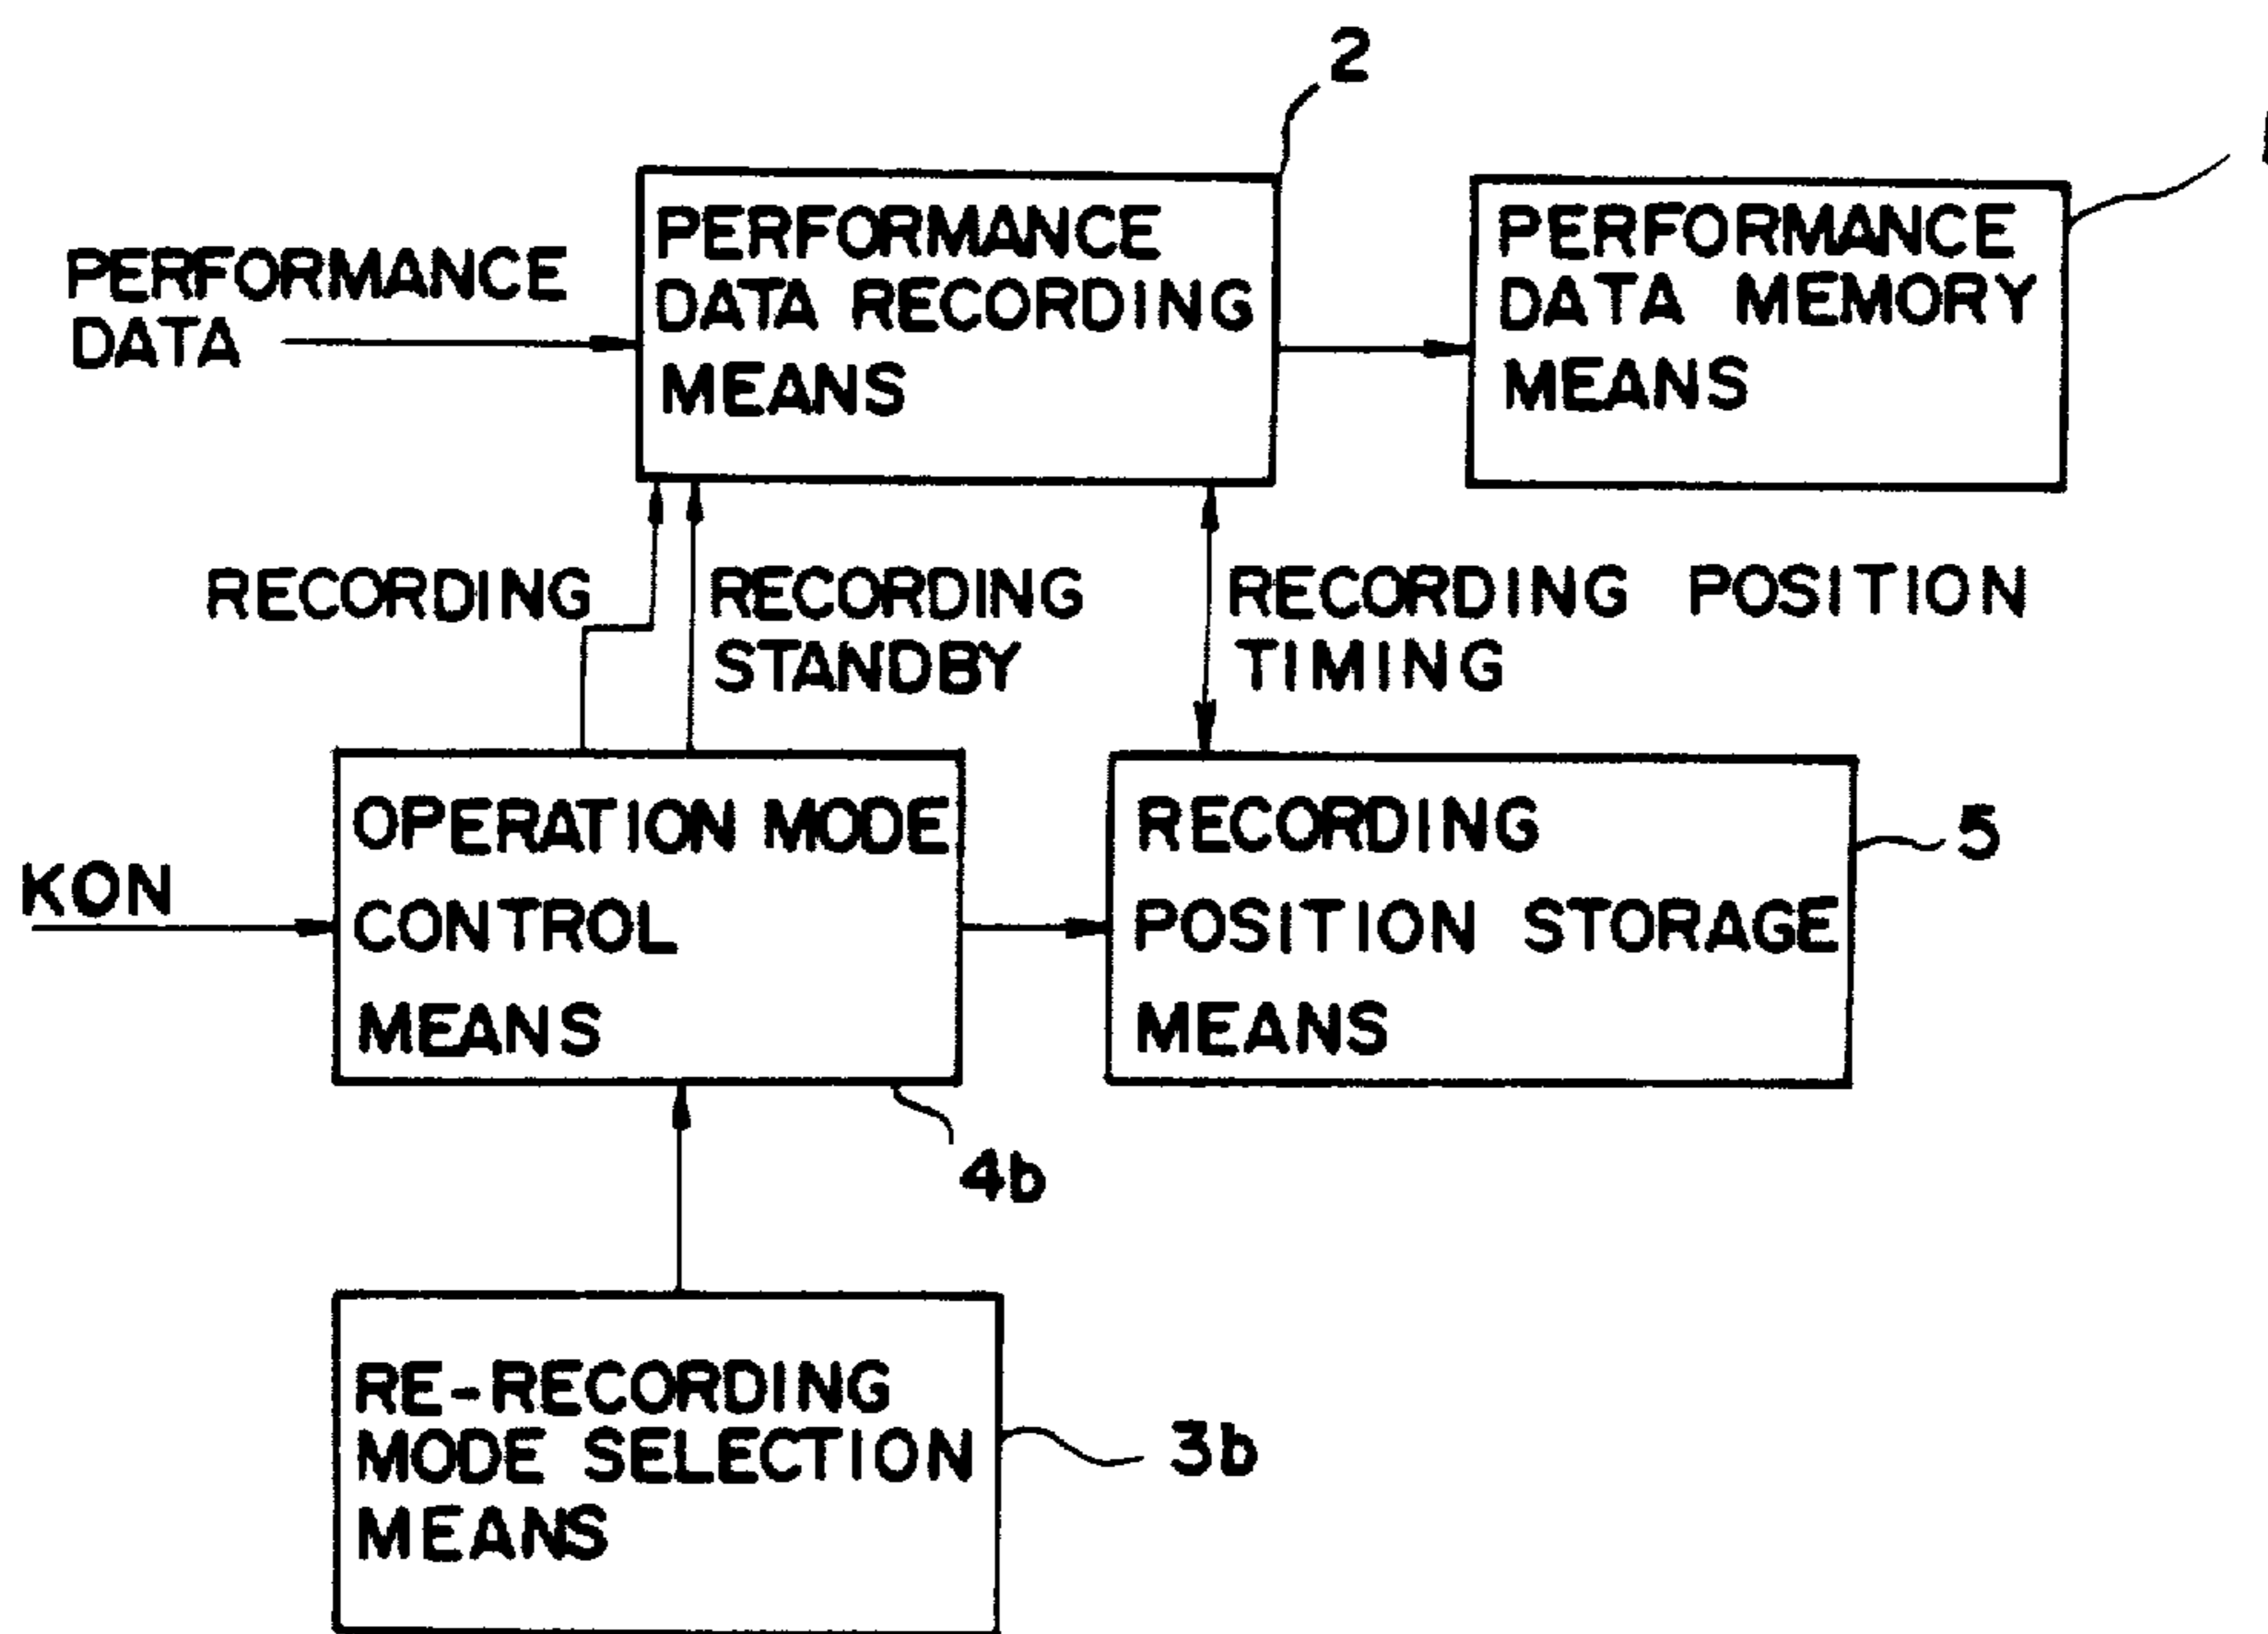 2
PERFORMANCE
DATA
PERFORMANCE
DATA RECORDING
MEANS
PERFORMANCE
DATA MEMORY
MEANS
RECORDING
RECORDING
STANDBY
RECORDING POSITION
TIMING
KON
OPERATION MODE
CONTROL
MEANS
4b
RECORDING
POSITION STORAGE
MEANS
5
RE-RECORDING
MODE SELECTION
MEANS
3b